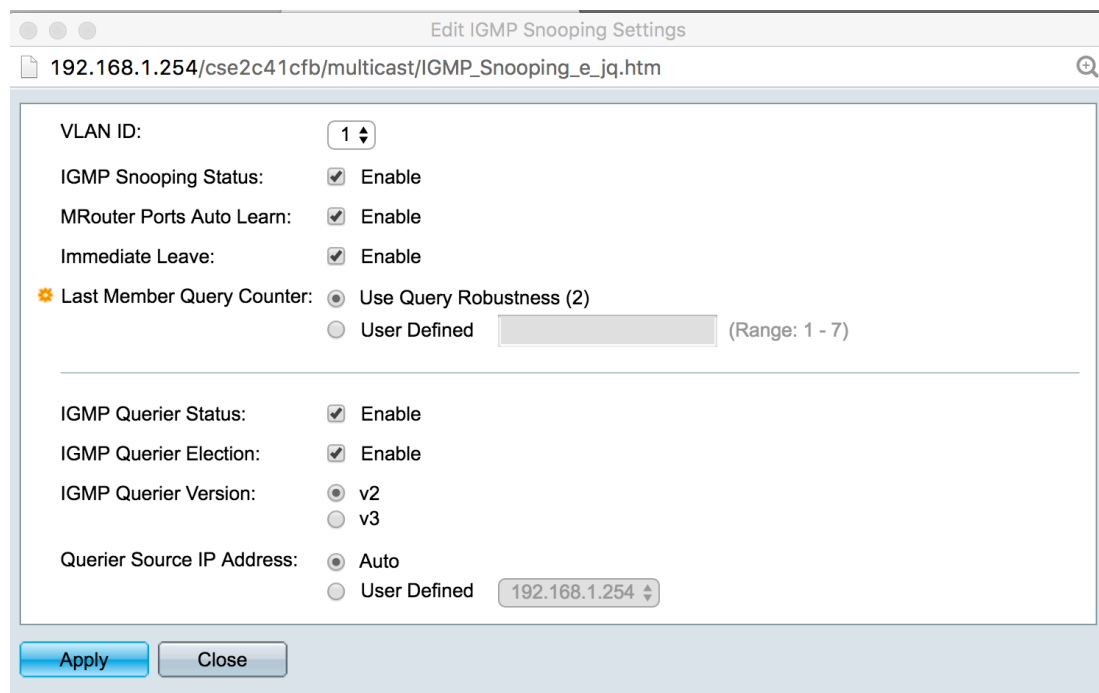 Edit IGMP Snooping Settings
192.168.1.254/cse2c41cfb/multicast/IGMP_Snooping_e_jq.htm
VLAN ID: 1
IGMP Snooping Status: Enable
MRouter Ports Auto Learn: Enable
Immediate Leave: Enable
Last Member Query Counter: Use Query Robustness (2)
User Defined (Range: 1 - 7)
IGMP Querier Status: Enable
IGMP Querier Election: Enable
IGMP Querier Version: v2
v3
Querier Source IP Address: Auto
User Defined 192.168.1.254
Apply Close